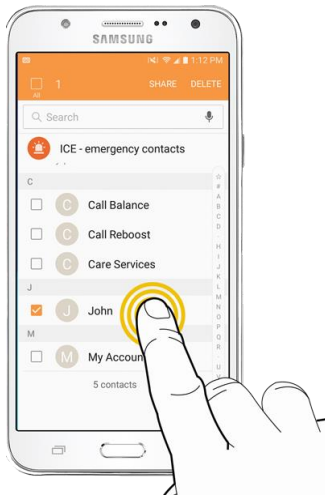 SAMSUNG
1:12 PM
All 1 SHARE DELETE
Search
ICE - emergency contacts
C
C Call Balance
C Call Reboost
C Care Services
J
J John
M
M My Accoun
5 contacts
#
A
B
C
D
H
I
J
K
L
M
N
O
P
Q
R
U
V